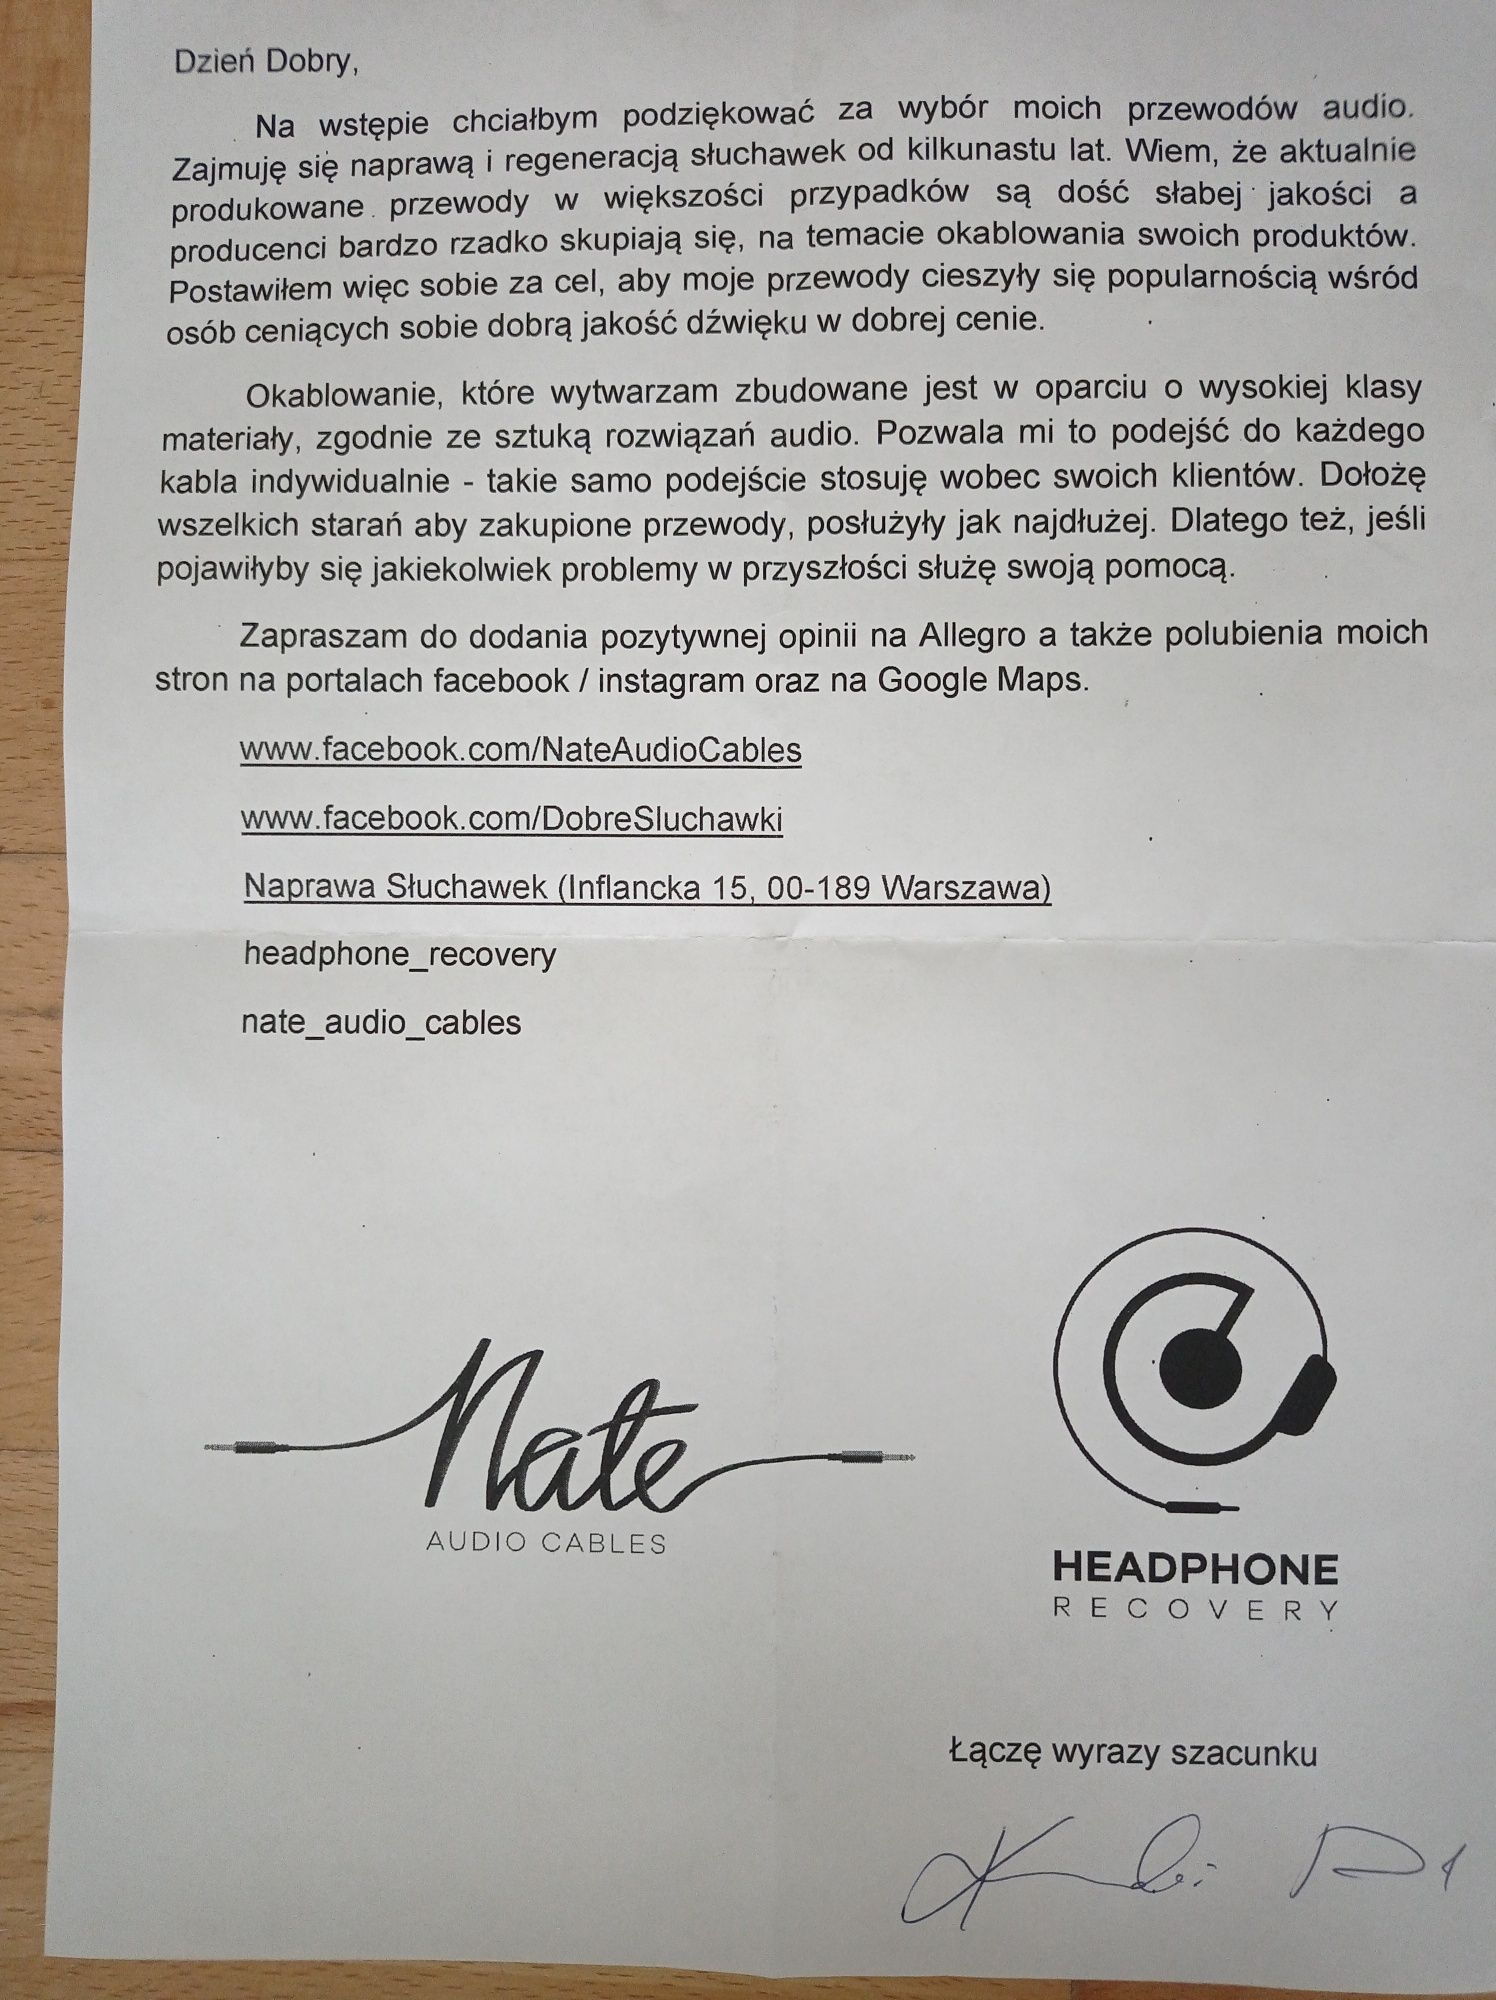 Dzień Dobry,
Na wstępie chciałbym podziękować za wybór moich przewodów audio.
Zajmuję się naprawą i regeneracją słuchawek od kilkunastu lat. Wiem, że aktualnie
produkowane przewody w większości przypadków są dość słabej jakości a
producenci bardzo rzadko skupiają się, na temacie okablowania swoich produktów.
Postawiłem więc sobie za cel, aby moje przewody cieszyły się popularnością wśród
osób ceniących sobie dobrą jakość dźwięku w dobrej cenie.
Okablowanie, które wytwarzam zbudowane jest w oparciu o wysokiej klasy
materiały, zgodnie ze sztuką rozwiązań audio. Pozwala mi to podejść do każdego
kabla indywidualnie - takie samo podejście stosuję wobec swoich klientów. Dołożę
wszelkich starań aby zakupione przewody, posłużyły jak najdłużej. Dlatego też, jeśli
pojawiłyby się jakiekolwiek problemy w przyszłości służę swoją pomocą.
Zapraszam do dodania pozytywnej opinii na Allegro a także polubienia moich
stron na portalach facebook / instagram oraz na Google Maps.
www.facebook.com/NateAudioCables
www.facebook.com/DobreSluchawki
Naprawa Słuchawek (Inflancka 15, 00-189 Warszawa)
headphone_recovery
nate_audio_cables
Nate
AUDIO CABLES
HEADPHONE
RECOVERY
Łączę wyrazy szacunku